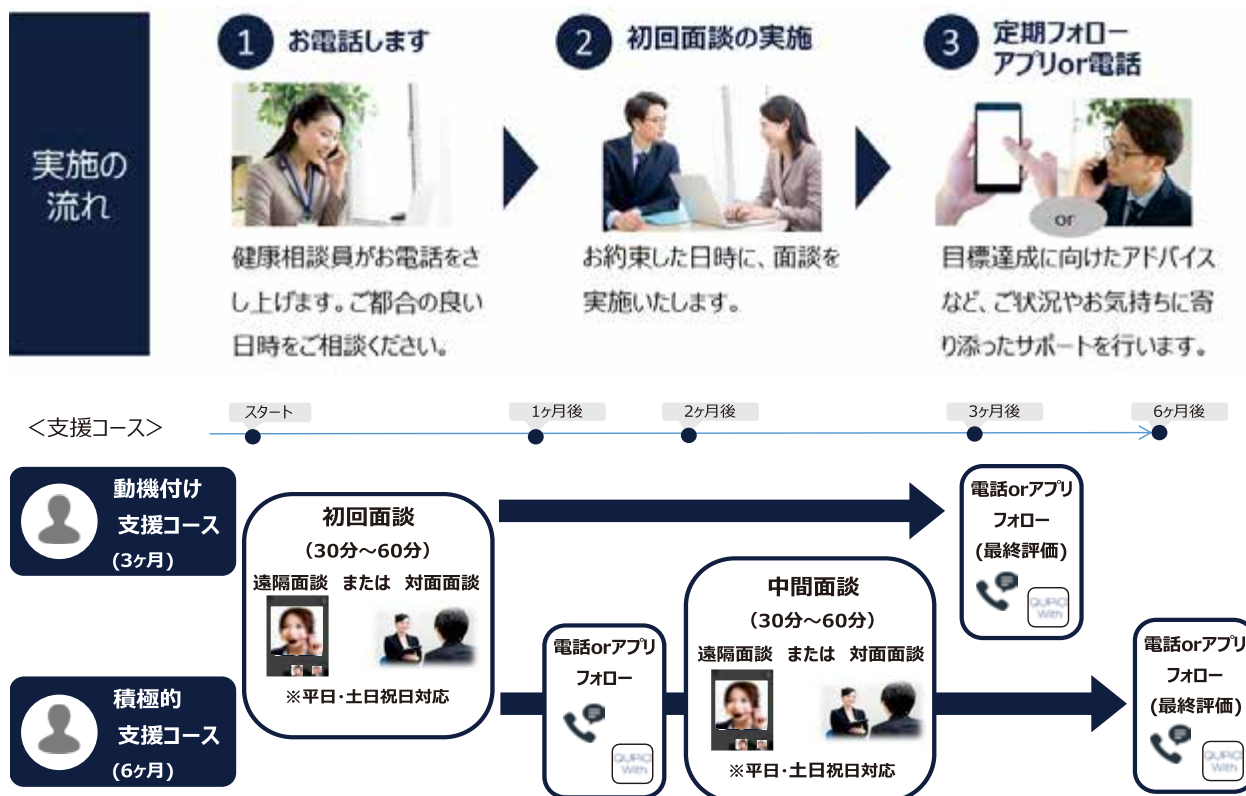 実施の
流れ
1 お電話します
健康相談員がお電話をさ
し上げます。ご都合の良い
日時をご相談ください。
2 初回面談の実施
お約束した日時に、面談を
実施いたします。
3 定期フォロー
アプリor電話
or
目標達成に向けたアドバイス
など、ご状況やお気持ちに寄
り添ったサポートを行います。
＜支援コース＞
スタート
1ヶ月後
2ヶ月後
3ヶ月後
6ヶ月後
動機付け
支援コース
(3ヶ月)
積極的
支援コース
(6ヶ月)
初回面談
（30分～60分）
遠隔面談 または 対面面談
※平日･土日祝日対応
電話orアプリ
フォロー
QUPiO
With
中間面談
（30分～60分）
遠隔面談 または 対面面談
※平日･土日祝日対応
電話orアプリ
フォロー
(最終評価)
QUPiO
With
電話orアプリ
フォロー
(最終評価)
QUPiO
With